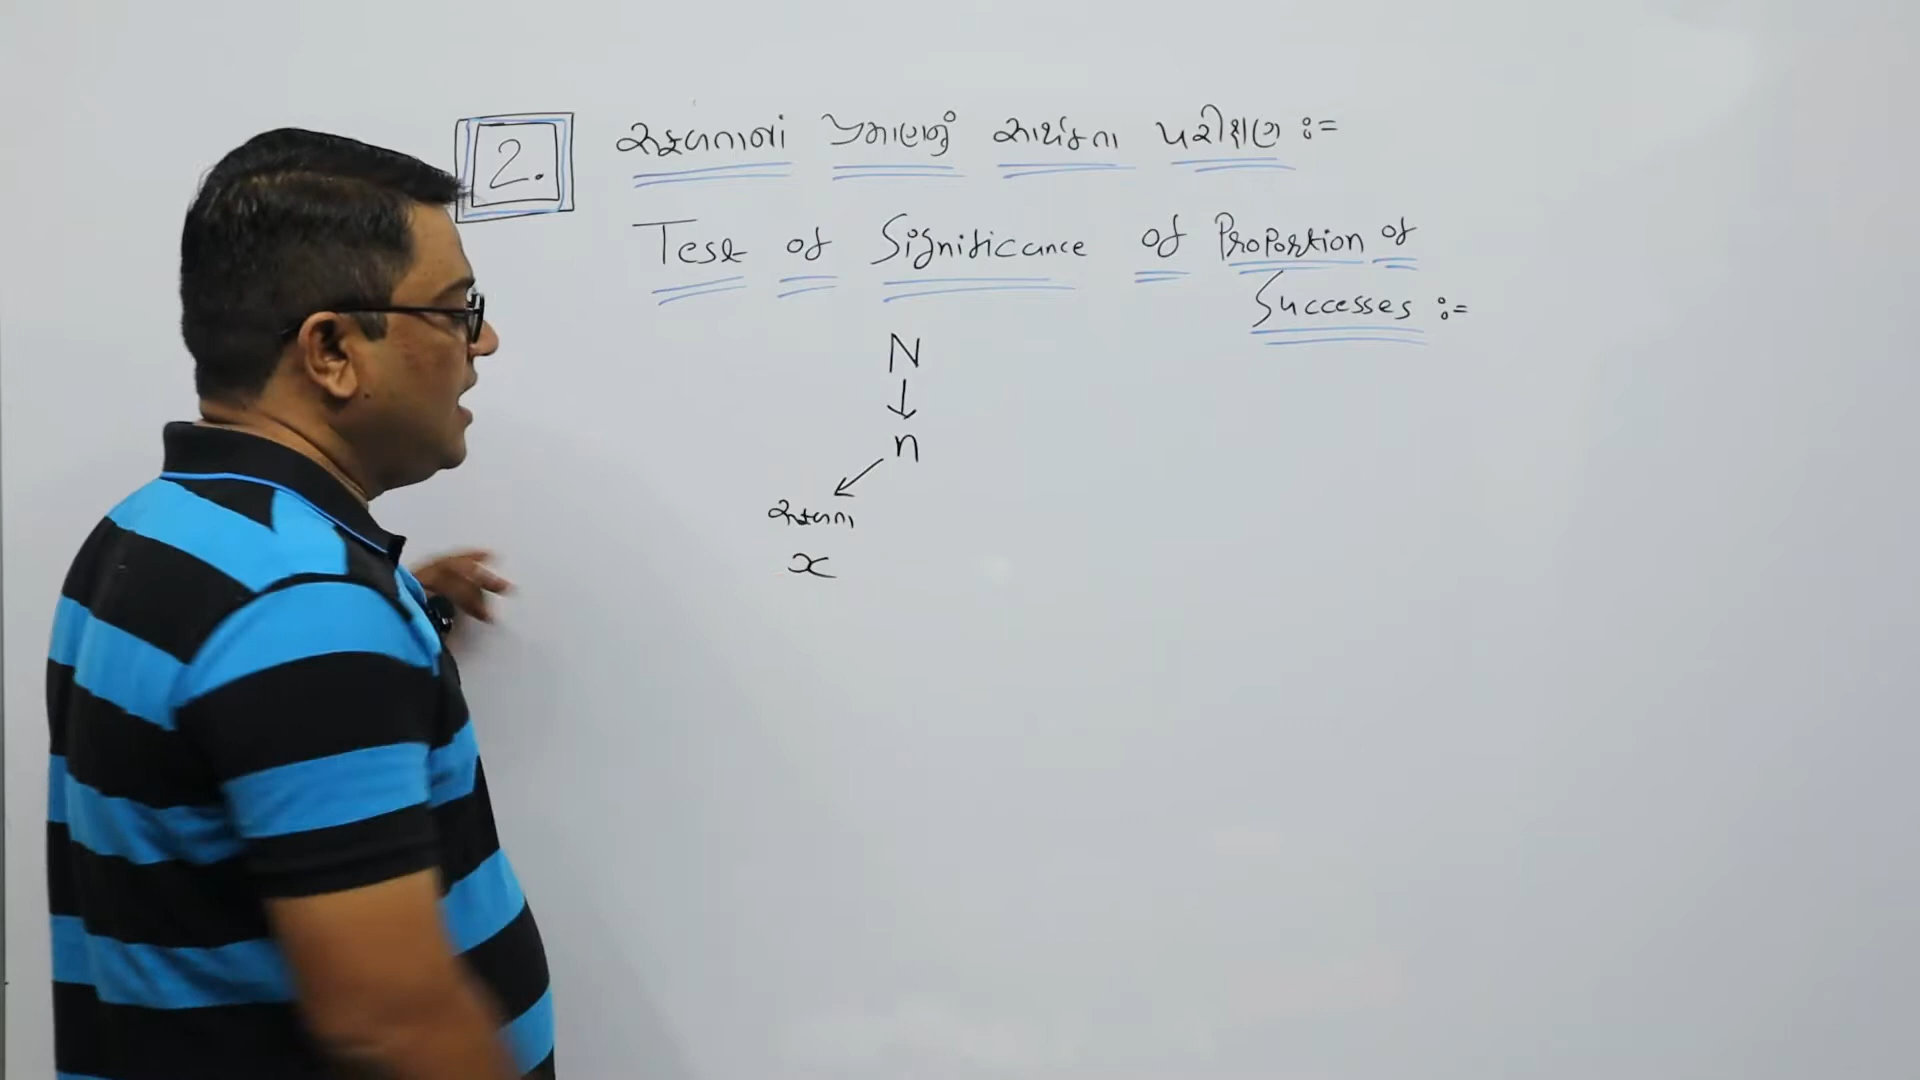 2. સફળતાનાં પ્રમાણનું સાર્થકતા પરીક્ષણ :=
Test of Significance of Proportion of
Successes :=
N
↓
n
સફળતા
x